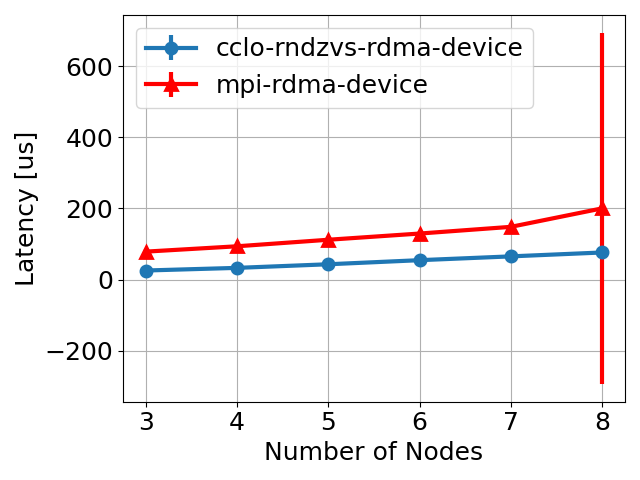 cclo-rndzvs-rdma-device
mpi-rdma-device
Latency [us]
600
400
200
0
−200
3 4 5 6 7 8
Number of Nodes